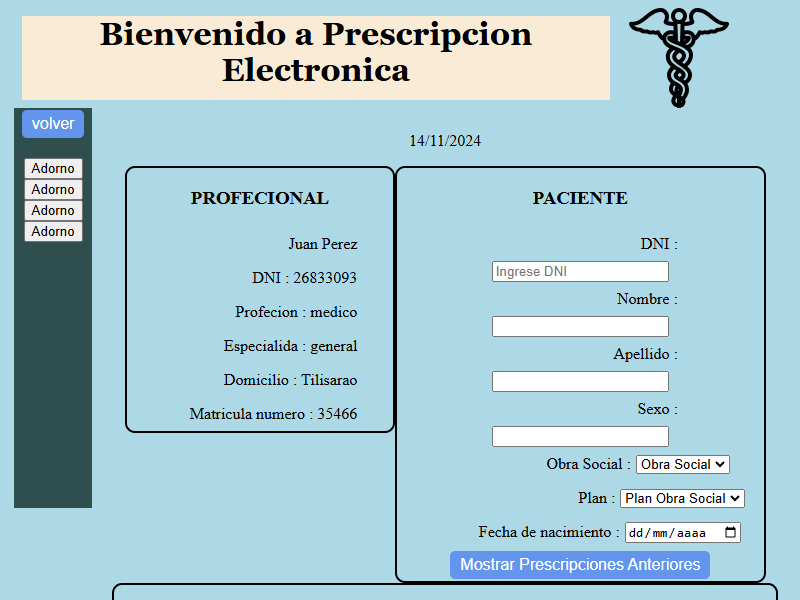 Bienvenido a Prescripcion
Electronica
volver
Adorno
Adorno
Adorno
Adorno
14/11/2024
PROFECIONAL
Juan Perez
DNI : 26833093
Profecion : medico
Especialida : general
Domicilio : Tilisarao
Matricula numero : 35466
PACIENTE
DNI :
Ingrese DNI
Nombre :
Apellido :
Sexo :
Obra Social : Obra Social
Plan : Plan Obra Social
Fecha de nacimiento : dd/mm/aaaa
Mostrar Prescripciones Anteriores